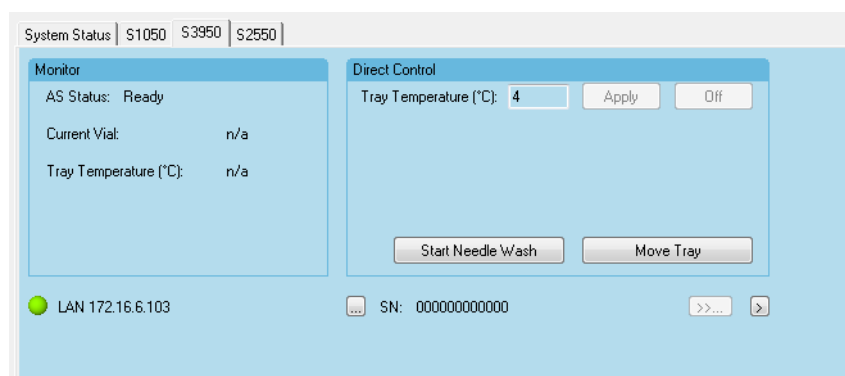 System Status S1050 S3950 S2550
Monitor
AS Status: Ready
Current Vial: n/a
Tray Temperature (°C): n/a
Direct Control
Tray Temperature (°C): 4 Apply Off
Start Needle Wash Move Tray
LAN 172.16.6.103 ... SN: 000000000000 >>... >